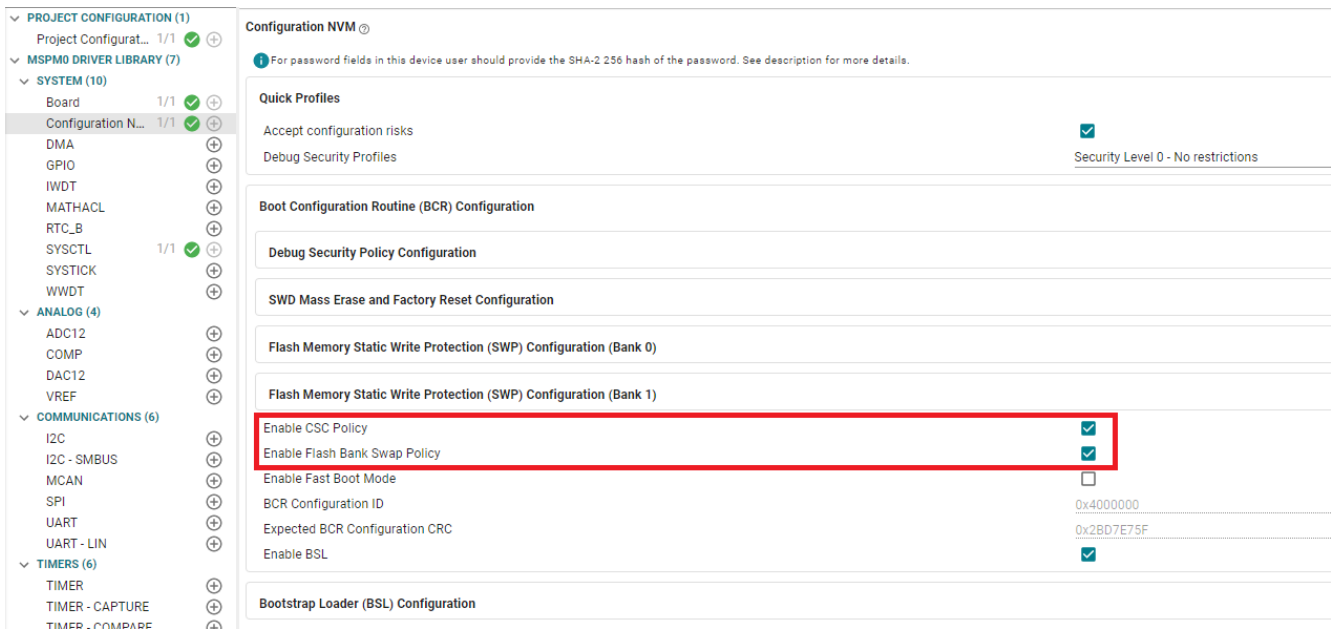 PROJECT CONFIGURATION (1)
Project Configurat... 1/1
MSPM0 DRIVER LIBRARY (7)
SYSTEM (10)
Board 1/1
Configuration N... 1/1
DMA
GPIO
IWDT
MATHACL
RTC_B
SYSCTL 1/1
SYSTICK
WWDT
ANALOG (4)
ADC12
COMP
DAC12
VREF
COMMUNICATIONS (6)
I2C
I2C - SMBUS
MCAN
SPI
UART
UART - LIN
TIMERS (6)
TIMER
TIMER - CAPTURE
TIMER - COMPARE
Configuration NVM
For password fields in this device user should provide the SHA-2 256 hash of the password. See description for more details.
Quick Profiles
Accept configuration risks
Debug Security Profiles Security Level 0 - No restrictions
Boot Configuration Routine (BCR) Configuration
Debug Security Policy Configuration
SWD Mass Erase and Factory Reset Configuration
Flash Memory Static Write Protection (SWP) Configuration (Bank 0)
Flash Memory Static Write Protection (SWP) Configuration (Bank 1)
Enable CSC Policy
Enable Flash Bank Swap Policy
Enable Fast Boot Mode
BCR Configuration ID 0x4000000
Expected BCR Configuration CRC 0x2BD7E75F
Enable BSL
Bootstrap Loader (BSL) Configuration